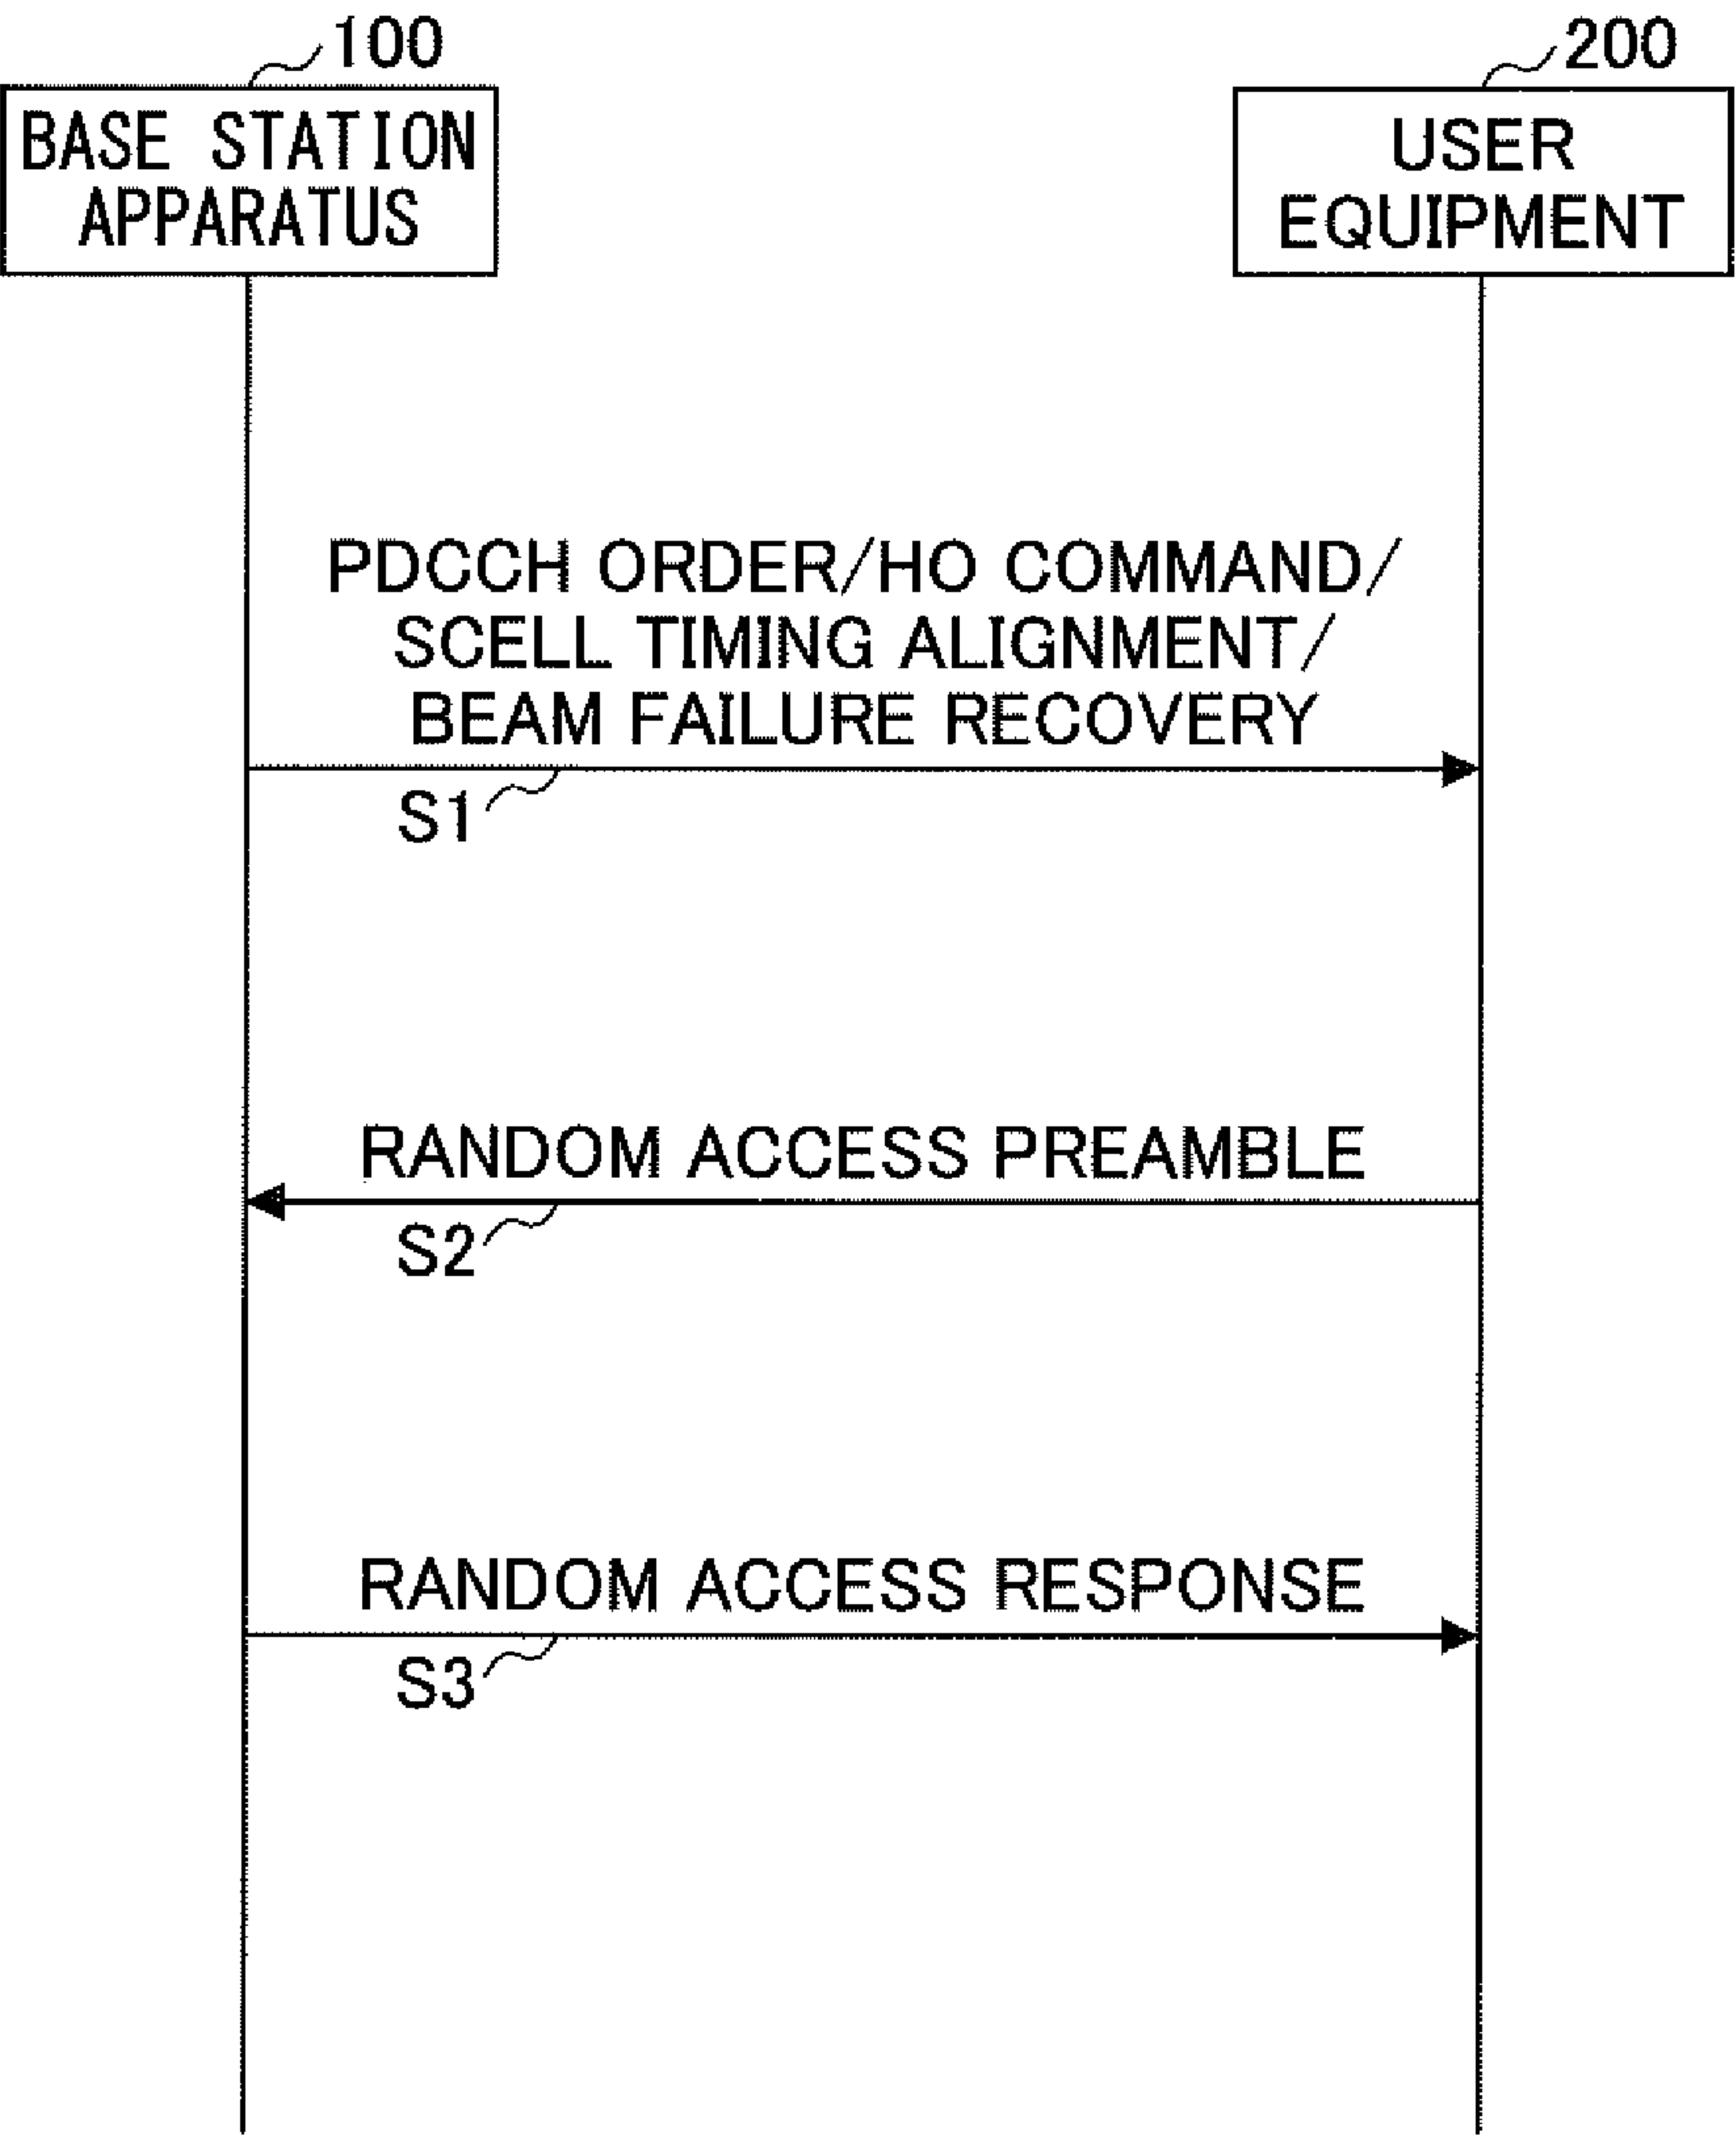 100
200
BASE STATION
APPARATUS
USER
EQUIPMENT
PDCCH ORDER/HO COMMAND/
SCELL TIMING ALIGNMENT/
BEAM FAILURE RECOVERY
S1
RANDOM ACCESS PREAMBLE
S2
RANDOM ACCESS RESPONSE
S3